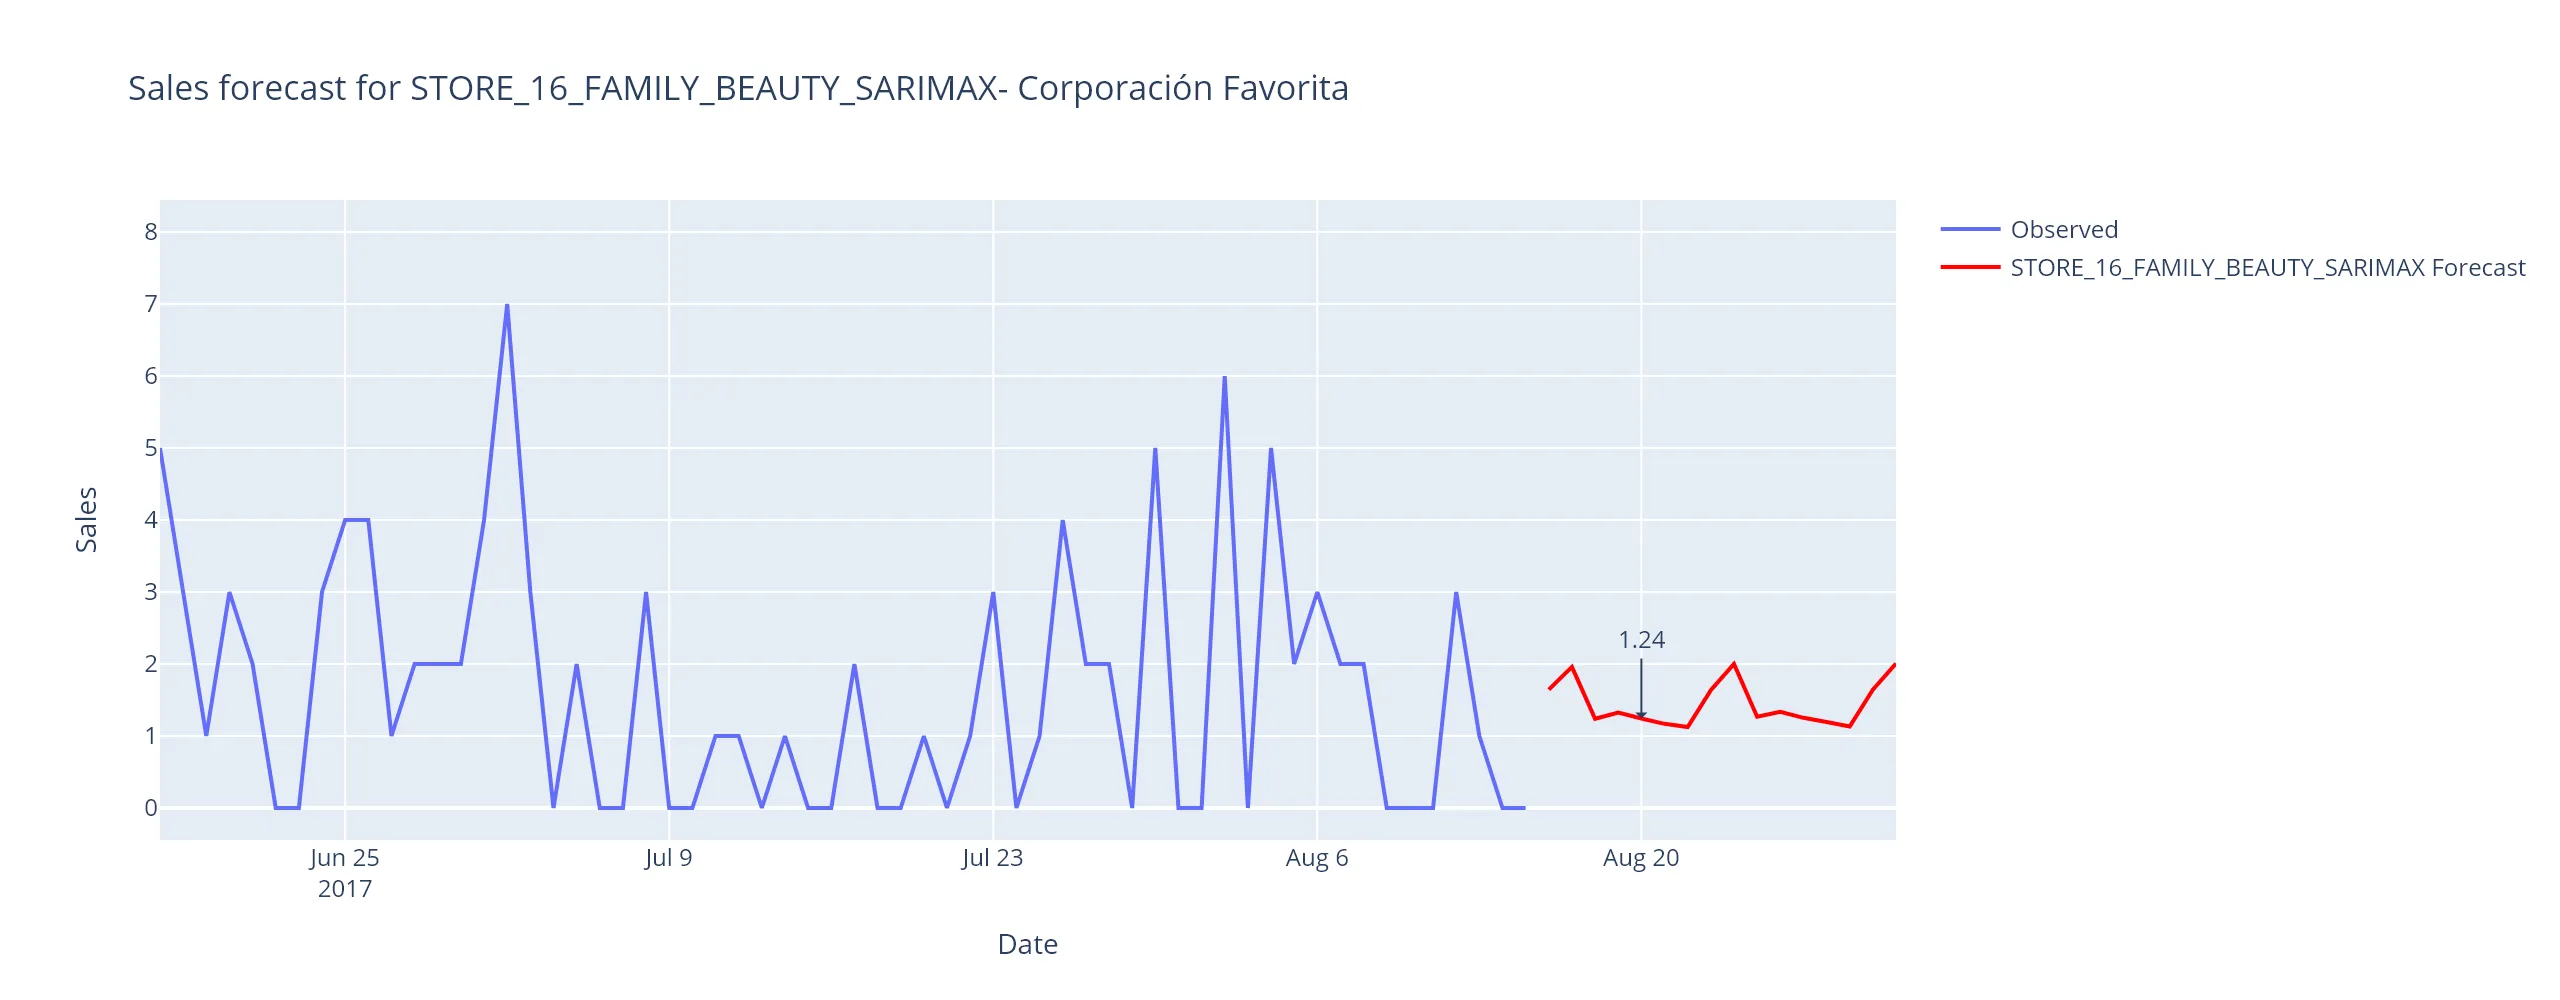 Sales forecast for STORE_16_FAMILY_BEAUTY_SARIMAX- Corporación Favorita
Observed
STORE_16_FAMILY_BEAUTY_SARIMAX Forecast
8
7
6
5
4
3
2
1
0
Sales
1.24
Jun 25
2017
Jul 9
Jul 23
Aug 6
Aug 20
Date